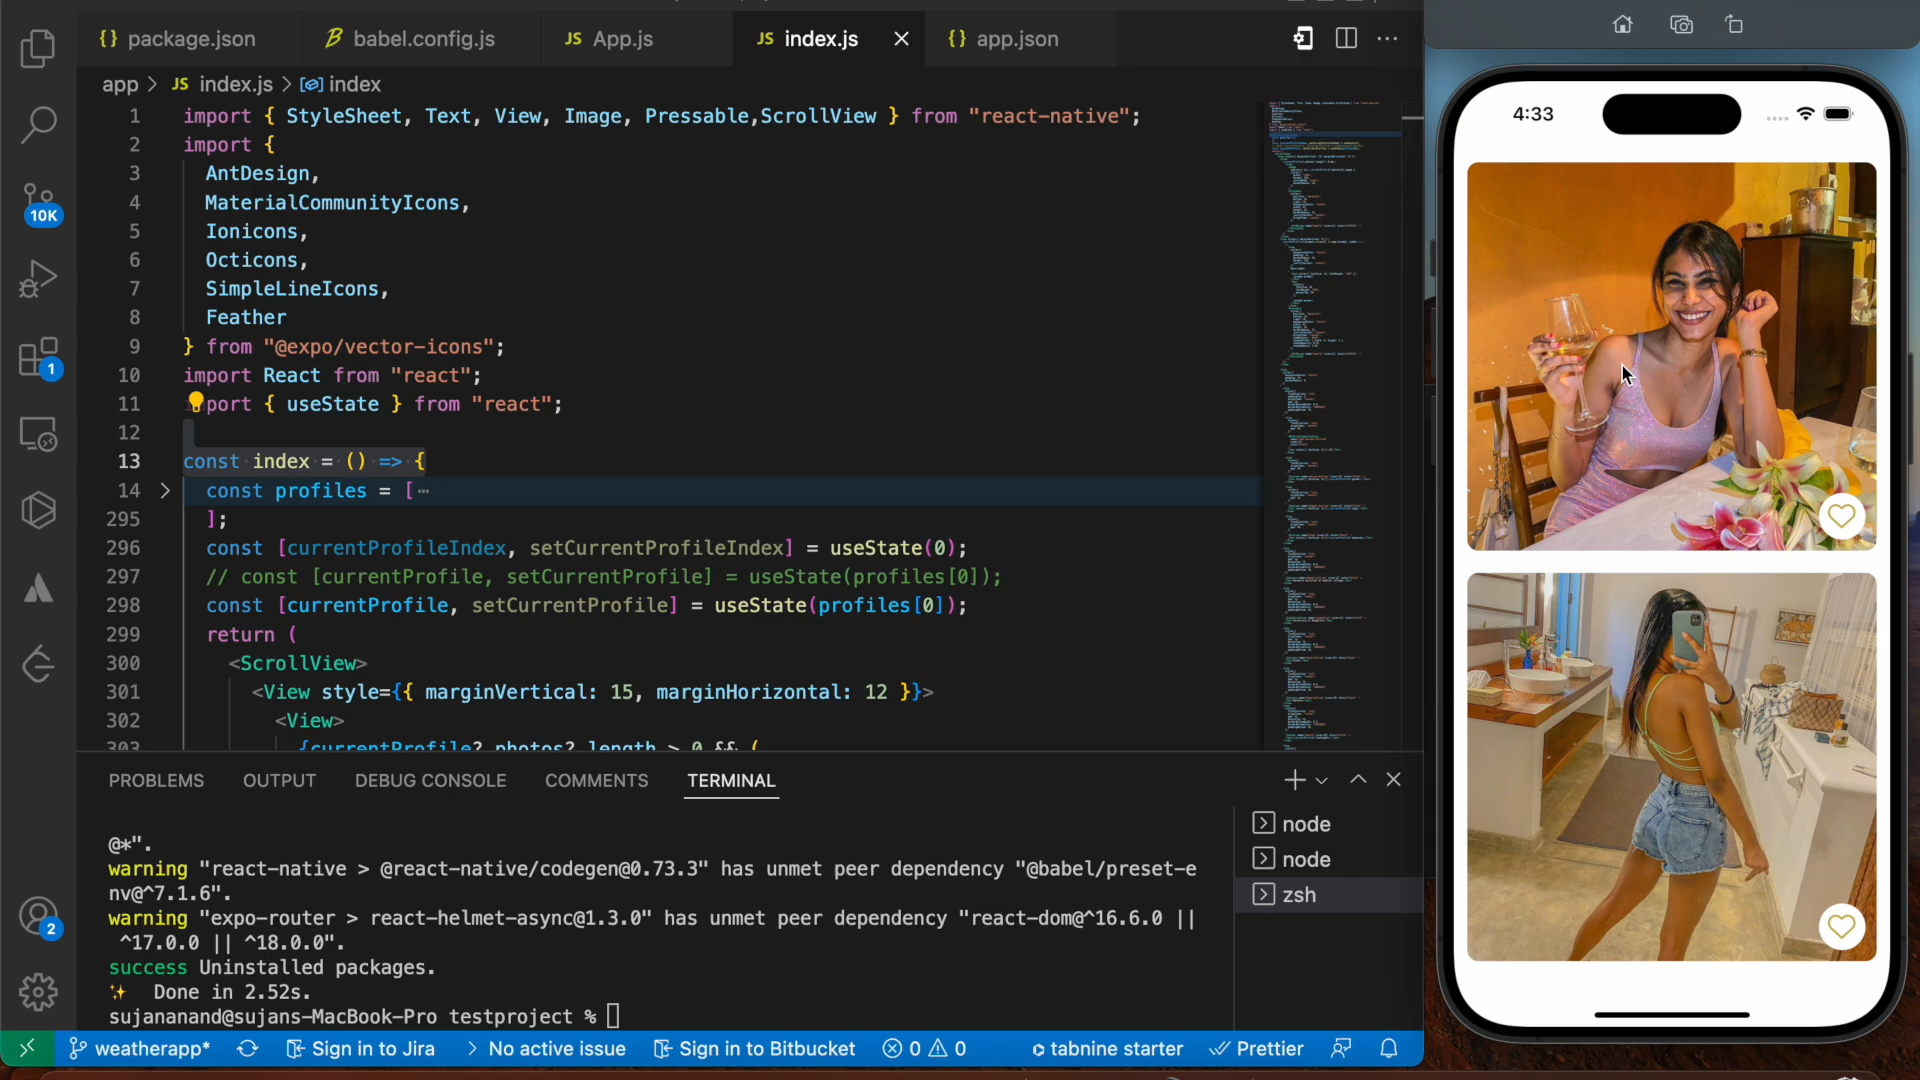 {} package.json
babel.config.js
JS App.js
JS index.js
{} app.json
app > JS index.js > index
1 import { StyleSheet, Text, View, Image, Pressable,ScrollView } from "react-native";
2 import {
3 AntDesign,
4 MaterialCommunityIcons,
5 Ionicons,
6 Octicons,
7 SimpleLineIcons,
8 Feather
9 } from "@expo/vector-icons";
10 import React from "react";
11 import { useState } from "react";
12
13 const index = () => {
14 const profiles = [
295 ];
296 const [currentProfileIndex, setCurrentProfileIndex] = useState(0);
297 // const [currentProfile, setCurrentProfile] = useState(profiles[0]);
298 const [currentProfile, setCurrentProfile] = useState(profiles[0]);
299 return (
300 <ScrollView>
301 <View style={{ marginVertical: 15, marginHorizontal: 12 }}>
302 <View>
303 {currentProfile?.photos?.length > 0 && (
10K
1
2
PROBLEMS OUTPUT DEBUG CONSOLE COMMENTS TERMINAL
@*".
warning "react-native > @react-native/codegen@0.73.3" has unmet peer dependency "@babel/preset-e
nv@^7.1.6".
warning "expo-router > react-helmet-async@1.3.0" has unmet peer dependency "react-dom@^16.6.0 ||
^17.0.0 || ^18.0.0".
success Uninstalled packages.
✨ Done in 2.52s.
sujananand@sujans-MacBook-Pro testproject %
node
node
zsh
weatherapp* Sign in to Jira > No active issue Sign in to Bitbucket 0 0 tabnine starter Prettier
4:33